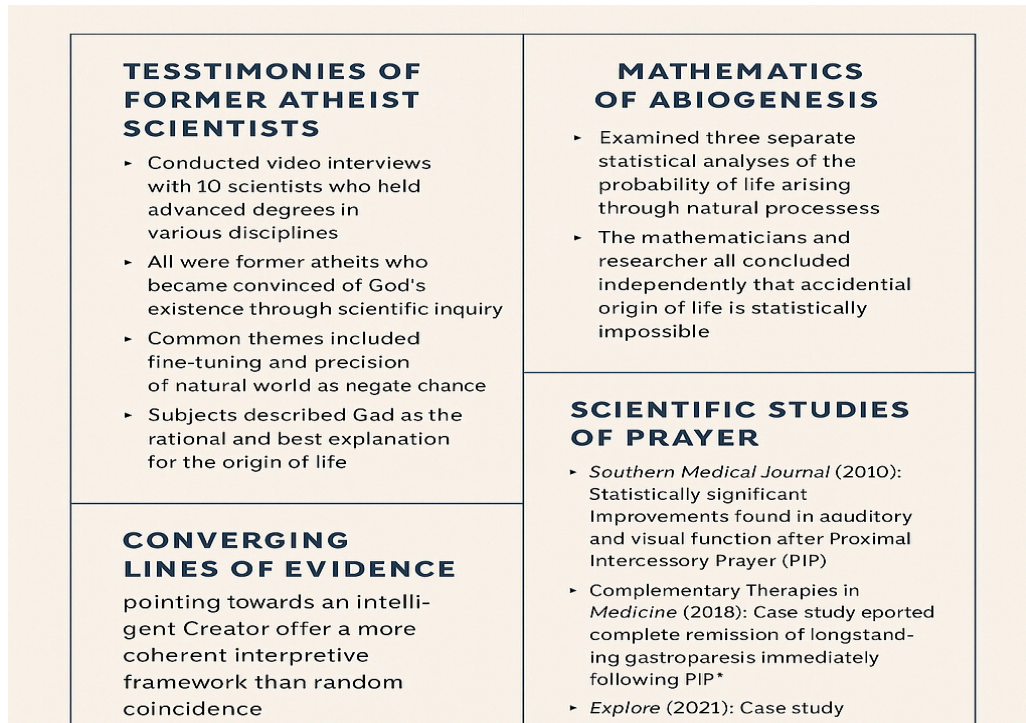 TESSTIMONIES OF
FORMER ATHEIST
SCIENTISTS
► Conducted video interviews
with 10 scientists who held
advanced degrees in
various disciplines
► All were former atheits who
became convinced of God's
existence through scientific inquiry
► Common themes included
fine-tuning and precision
of natural world as negate chance
► Subjects described Gad as the
rational and best explanation
for the origin of life
CONVERGING
LINES OF EVIDENCE
pointing towards an intelli-
gent Creator offer a more
coherent interpretive
framework than random
coincidence
MATHEMATICS
OF ABIOGENESIS
► Examined three separate
statistical analyses of the
probability of life arising
through natural processess
► The mathematicians and
researcher all concluded
independently that accidential
origin of life is statistically
impossible
SCIENTIFIC STUDIES
OF PRAYER
► Southern Medical Journal (2010):
Statistically significant
Improvements found in aauditory
and visual function after Proximal
Intercessory Prayer (PIP)
► Complementary Therapies in
Medicine (2018): Case study eported
complete remission of longstand-
ing gastroparesis immediately
following PIP*
► Explore (2021): Case study